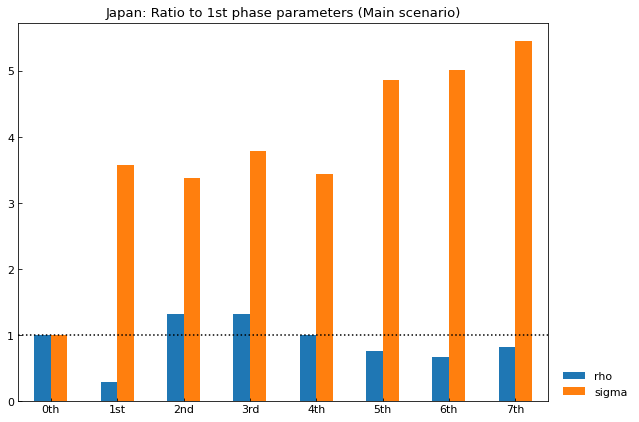 Japan: Ratio to 1st phase parameters (Main scenario)
5
4
3
2
1
0
0th 1st 2nd 3rd 4th 5th 6th 7th
rho
sigma